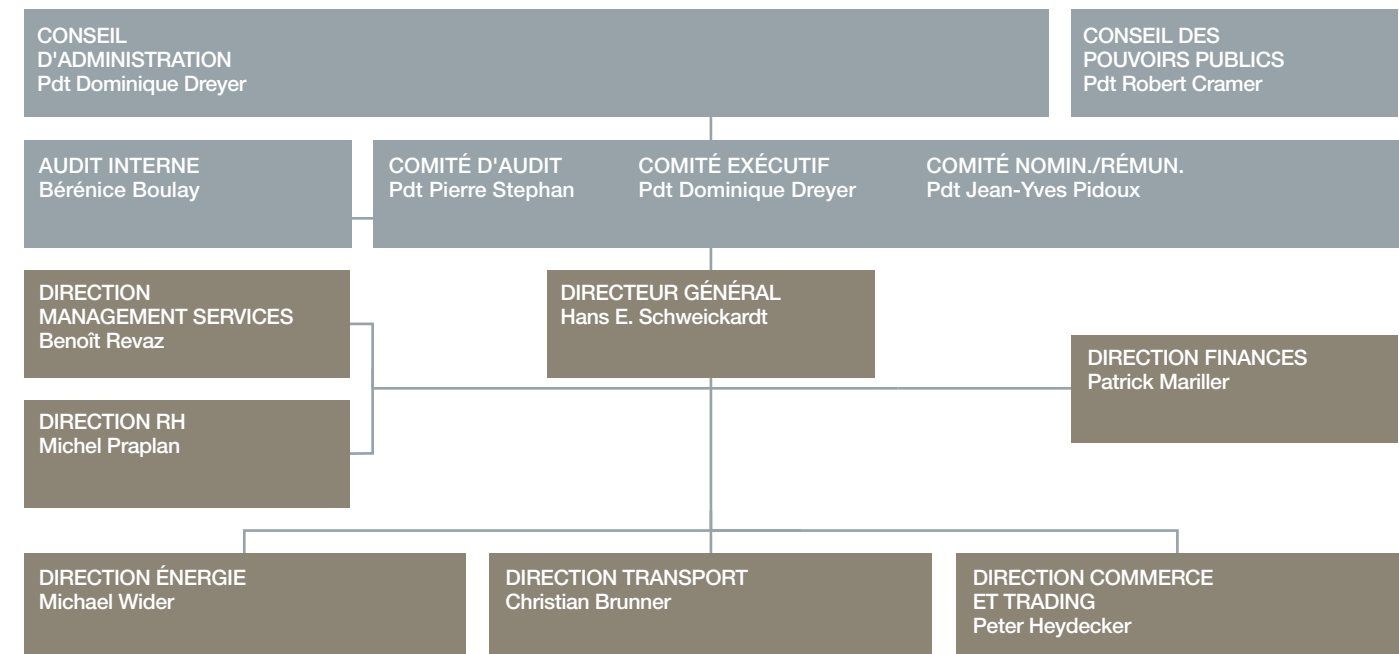 CONSEIL
D'ADMINISTRATION
Pdt Dominique Dreyer
CONSEIL DES
POUVOIRS PUBLICS
Pdt Robert Cramer
AUDIT INTERNE
Bérénice Boulay
COMITÉ D'AUDIT
Pdt Pierre Stephan
COMITÉ EXÉCUTIF
Pdt Dominique Dreyer
COMITÉ NOMIN./RÉMUN.
Pdt Jean-Yves Pidoux
DIRECTION
MANAGEMENT SERVICES
Benoît Revaz
DIRECTEUR GÉNÉRAL
Hans E. Schweickardt
DIRECTION FINANCES
Patrick Mariller
DIRECTION RH
Michel Praplan
DIRECTION ÉNERGIE
Michael Wider
DIRECTION TRANSPORT
Christian Brunner
DIRECTION COMMERCE
ET TRADING
Peter Heydecker